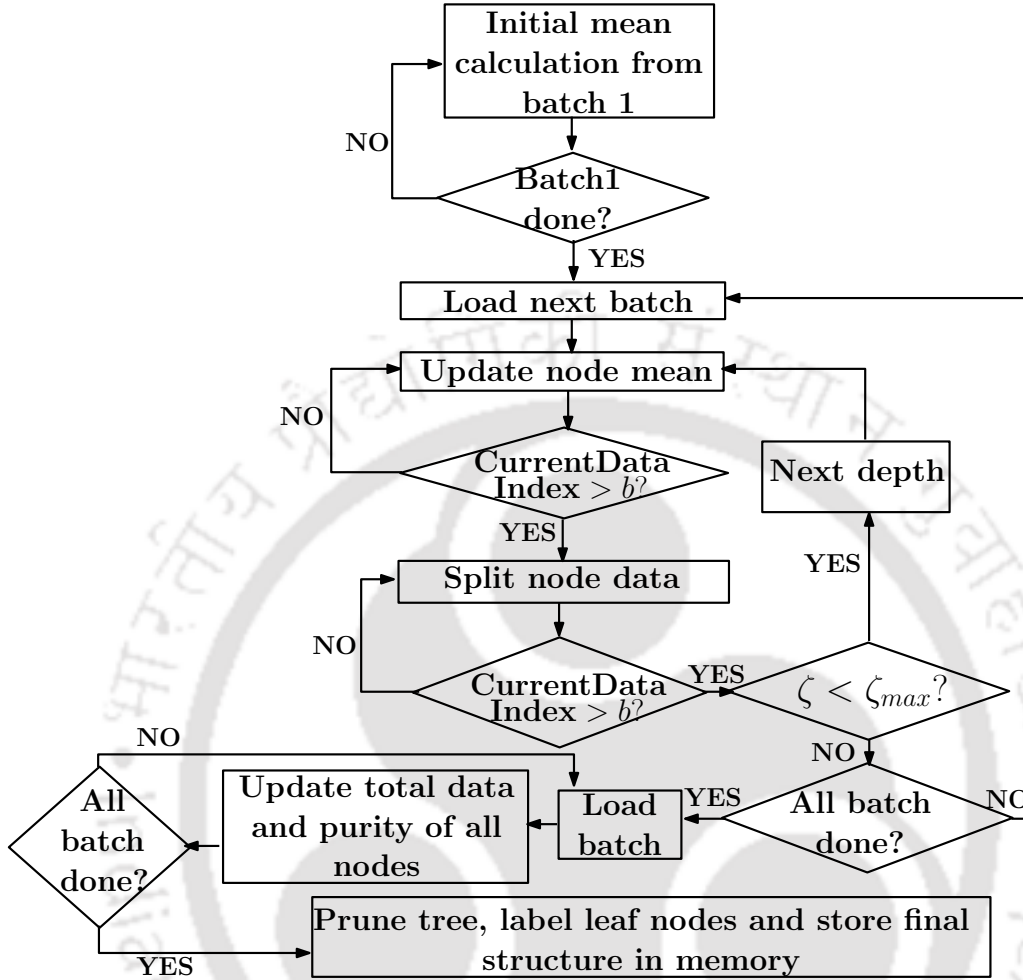 Initial mean
calculation from
batch 1
NO
Batch1
done?
YES
Load next batch
Update node mean
NO
CurrentData
Index > b?
Next depth
YES
YES
Split node data
NO
CurrentData
Index > b?
YES
ζ < ζmax?
NO
NO
All
batch
done?
Update total data
and purity of all
nodes
Load
batch
YES
All batch
done?
NO
Prune tree, label leaf nodes and store final
structure in memory
YES